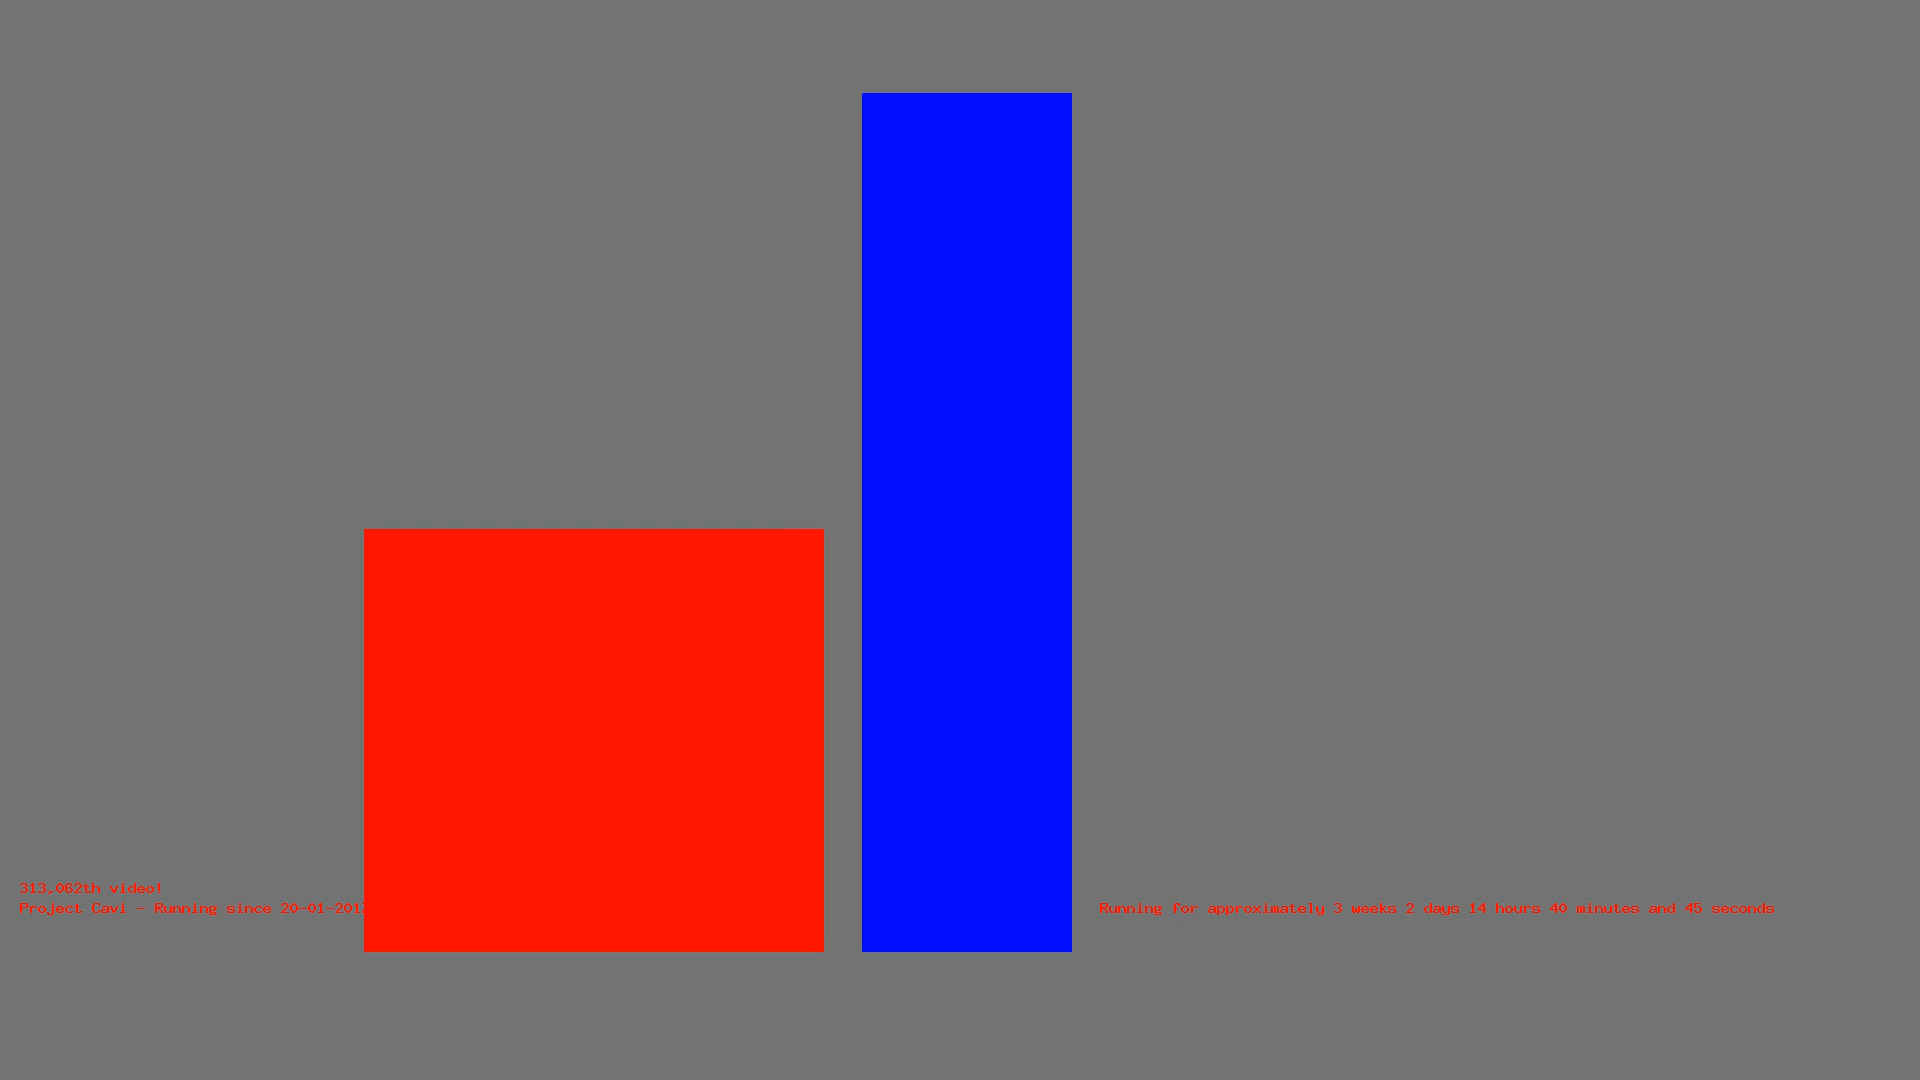 313,062th video!
Project Cavi - Running since 20-01-201
Running for approximately 3 weeks 2 days 14 hours 40 minutes and 45 seconds